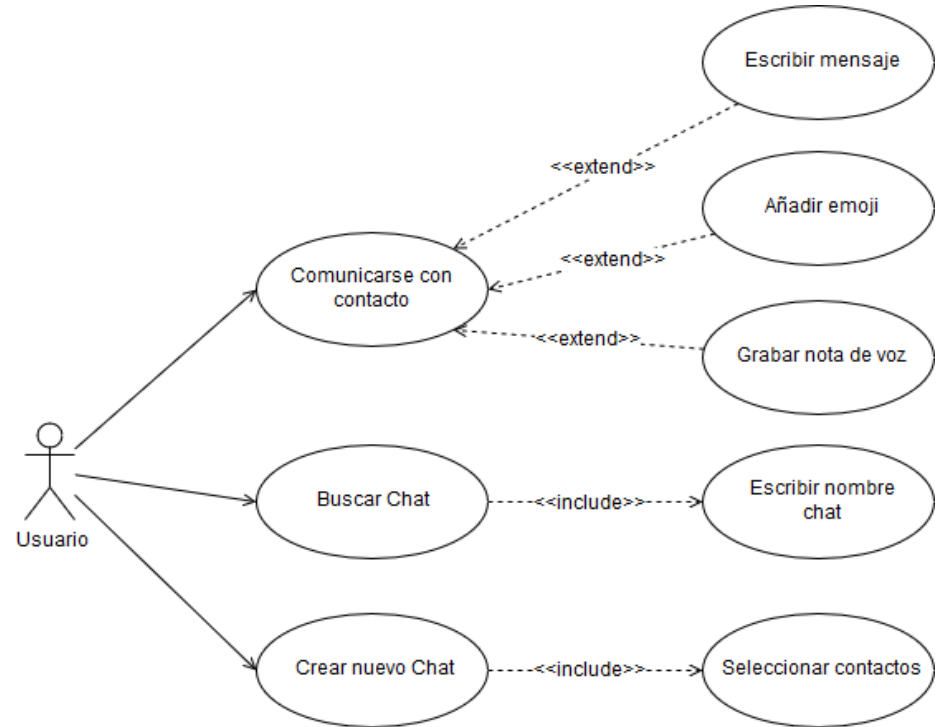 Escribir mensaje
<<extend>>
Añadir emoji
<<extend>>
Comunicarse con
contacto
<<extend>>
Grabar nota de voz
Usuario
Buscar Chat
<<include>>
Escribir nombre
chat
Crear nuevo Chat
<<include>>
Seleccionar contactos